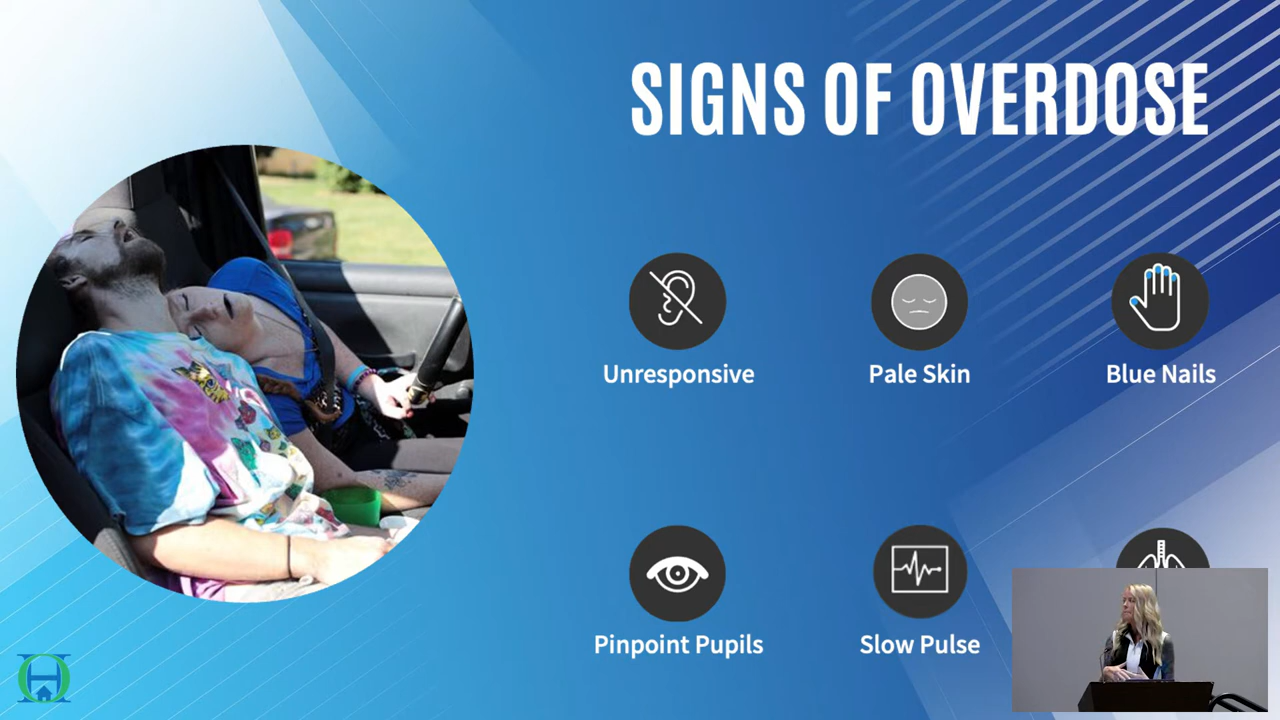 SIGNS OF OVERDOSE
Unresponsive
Pale Skin
Blue Nails
Pinpoint Pupils
Slow Pulse